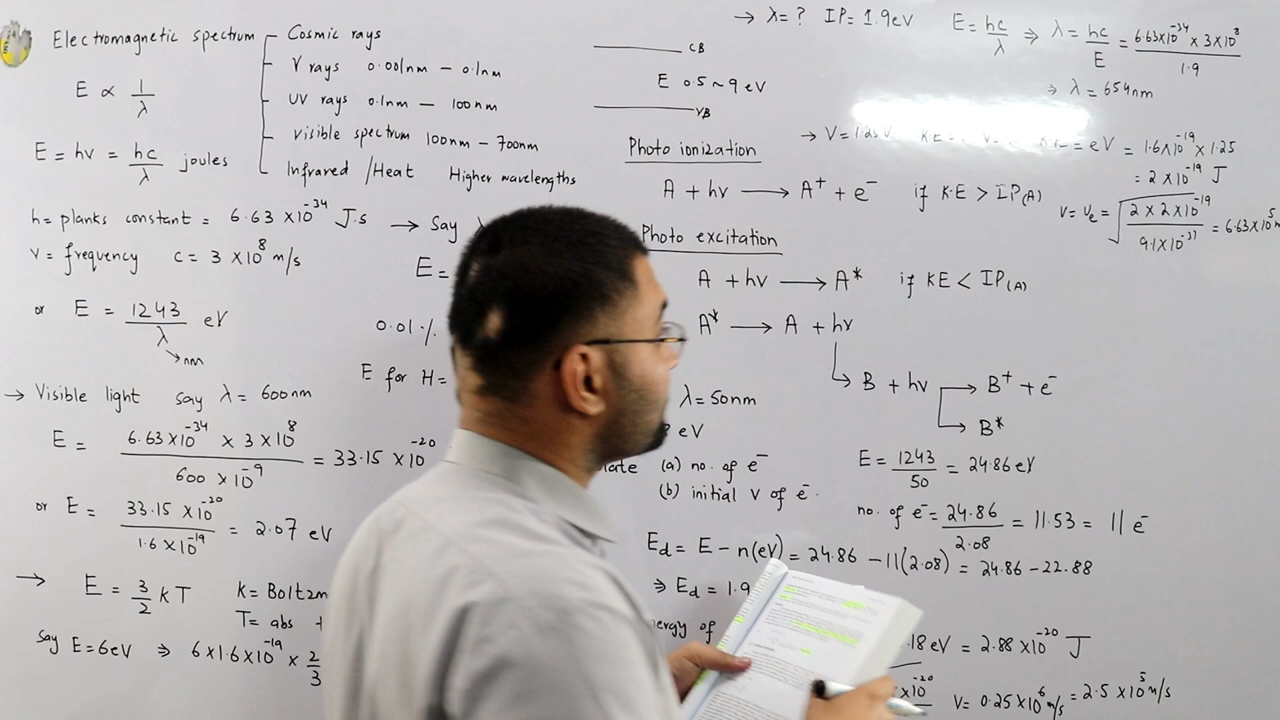 Electromagnetic spectrum
Cosmic rays
γ rays 0.001nm – 0.1nm
UV rays 0.1nm – 100nm
visible spectrum 100nm – 700nm
Infrared /Heat Higher wavelengths
E ∝ 1/λ
E = hν = hc/λ joules
h = planks constant = 6.63 ×10^-34 J.s
ν = frequency c = 3 ×10^8 m/s
or E = 1243/λ eV
→ nm
→ Visible light say λ = 600nm
E = 6.63×10^-34 × 3×10^8 / 600 ×10^-9 = 33.15 ×10^-20
or E = 33.15 ×10^-20 / 1.6 ×10^-19 = 2.07 eV
→ E = 3/2 kT K = Boltzm
T = abs
Say E = 6eV ⇒ 6×1.6×10^-19 × 2/3
→ Say
E =
0.01 %
E for H =
CB
E 0.5 ~ 9 eV
VB
Photo ionization
A + hν → A⁺ + e⁻ if KE > IP(A)
Photo excitation
A + hν → A* if KE < IP(A)
A* → A + hν
↳ B + hν → B⁺ + e⁻
→ B*
λ = 50nm
eV
(a) no. of e⁻
(b) initial V of e⁻.
E = 1243/50 = 24.86 eV
no. of e⁻ = 24.86/2.08 = 11.53 = 11 e⁻
Ed = E – n(eV) = 24.86 – 11(2.08) = 24.86 – 22.88
⇒ Ed = 1.9
of
.18 eV = 2.88 ×10^-20 J
×10^-20 V = 0.25 ×10^6 m/s = 2.5 ×10^5 m/s
→ λ = ? IP = 1.9eV E = hc/λ ⇒ λ = hc/E = 6.63×10^-34 × 3×10^8 / 1.9
⇒ λ = 654nm
→ V = 1.25V K.E = eV = 1.6×10^-19 × 1.25
= 2 ×10^-19 J
V = υe = √(2 × 2×10^-19 / 9.1×10^-31) = 6.63×10^5